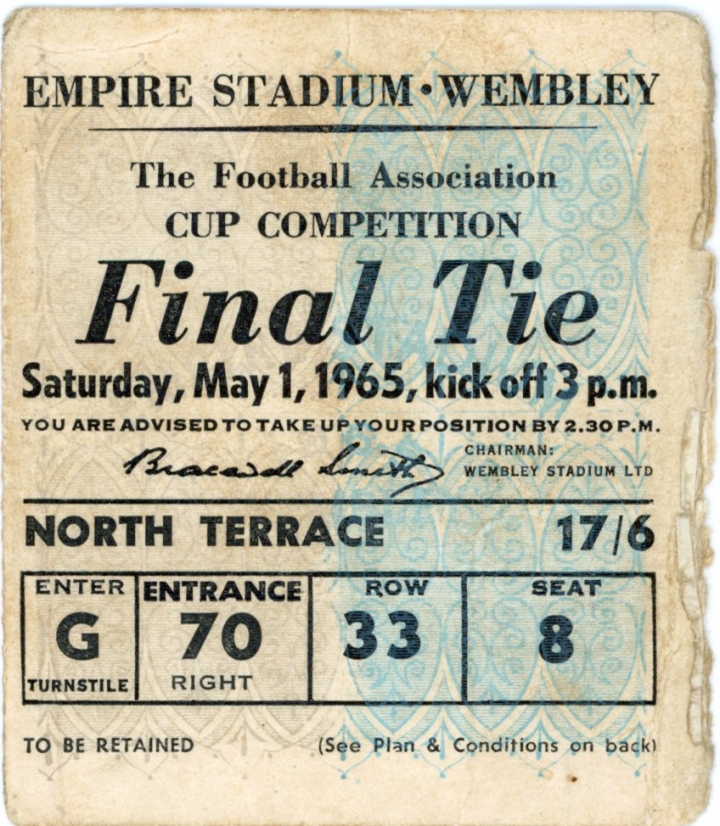 EMPIRE STADIUM • WEMBLEY
The Football Association
CUP COMPETITION
Final Tie
Saturday, May 1, 1965, kick off 3 p.m.
YOU ARE ADVISED TO TAKE UP YOUR POSITION BY 2.30 P.M.
Bracewell Smith
CHAIRMAN:
WEMBLEY STADIUM LTD
NORTH TERRACE 17/6
ENTER
G
TURNSTILE
ENTRANCE
70
RIGHT
ROW
33
SEAT
8
TO BE RETAINED (See Plan & Conditions on back)